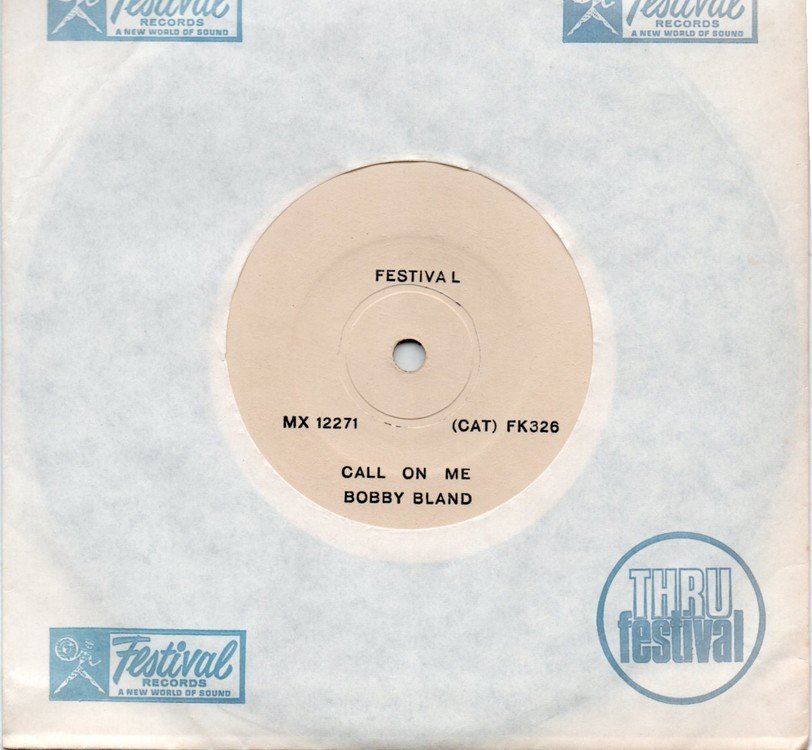 Festival
RECORDS
A NEW WORLD OF SOUND
Festival
RECORDS
A NEW WORLD OF SOUND
FESTIVAL
MX 12271 (CAT) FK326
CALL ON ME
BOBBY BLAND
THRU
festival
Festival
RECORDS
A NEW WORLD OF SOUND